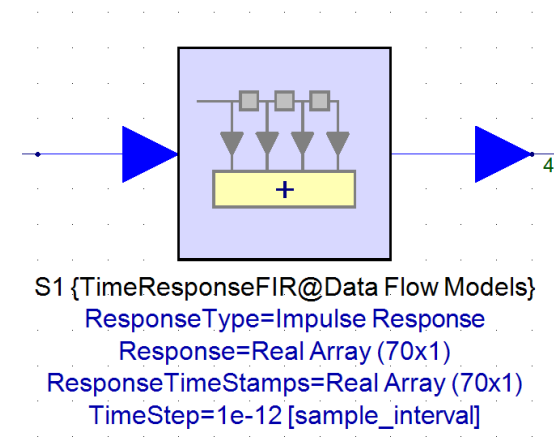 +
4
S1 {TimeResponseFIR@Data Flow Models}
ResponseType=Impulse Response
Response=Real Array (70x1)
ResponseTimeStamps=Real Array (70x1)
TimeStep=1e-12 [sample_interval]